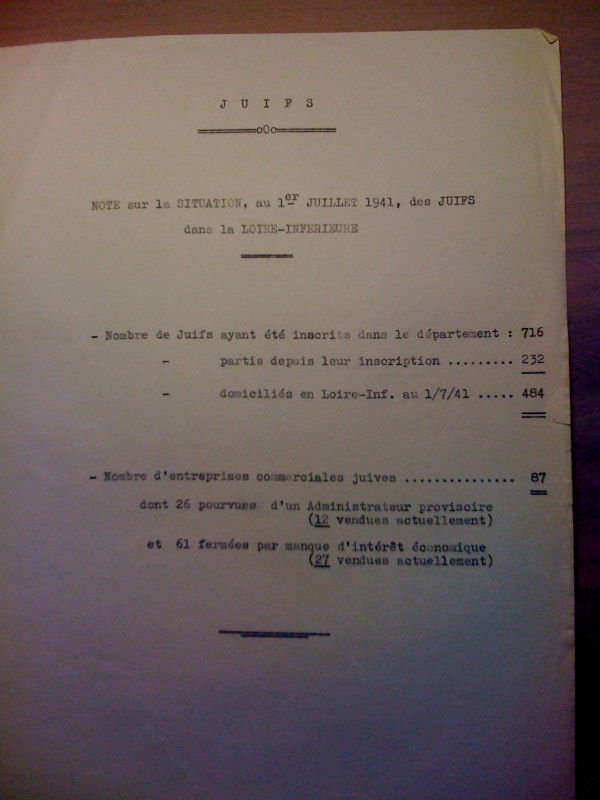 J U I F S
oOo
NOTE sur la SITUATION, au 1er JUILLET 1941, des JUIFS
dans la LOIRE-INFERIEURE
- Nombre de Juifs ayant été inscrits dans le département : 716
- partis depuis leur inscription ......... 232
- domiciliés en Loire-Inf. au 1/7/41 ..... 484
- Nombre d'entreprises commerciales juives ............... 87
dont 26 pourvues d'un Administrateur provisoire
(12 vendues actuellement)
et 61 fermées par manque d'intérêt économique
(27 vendues actuellement)